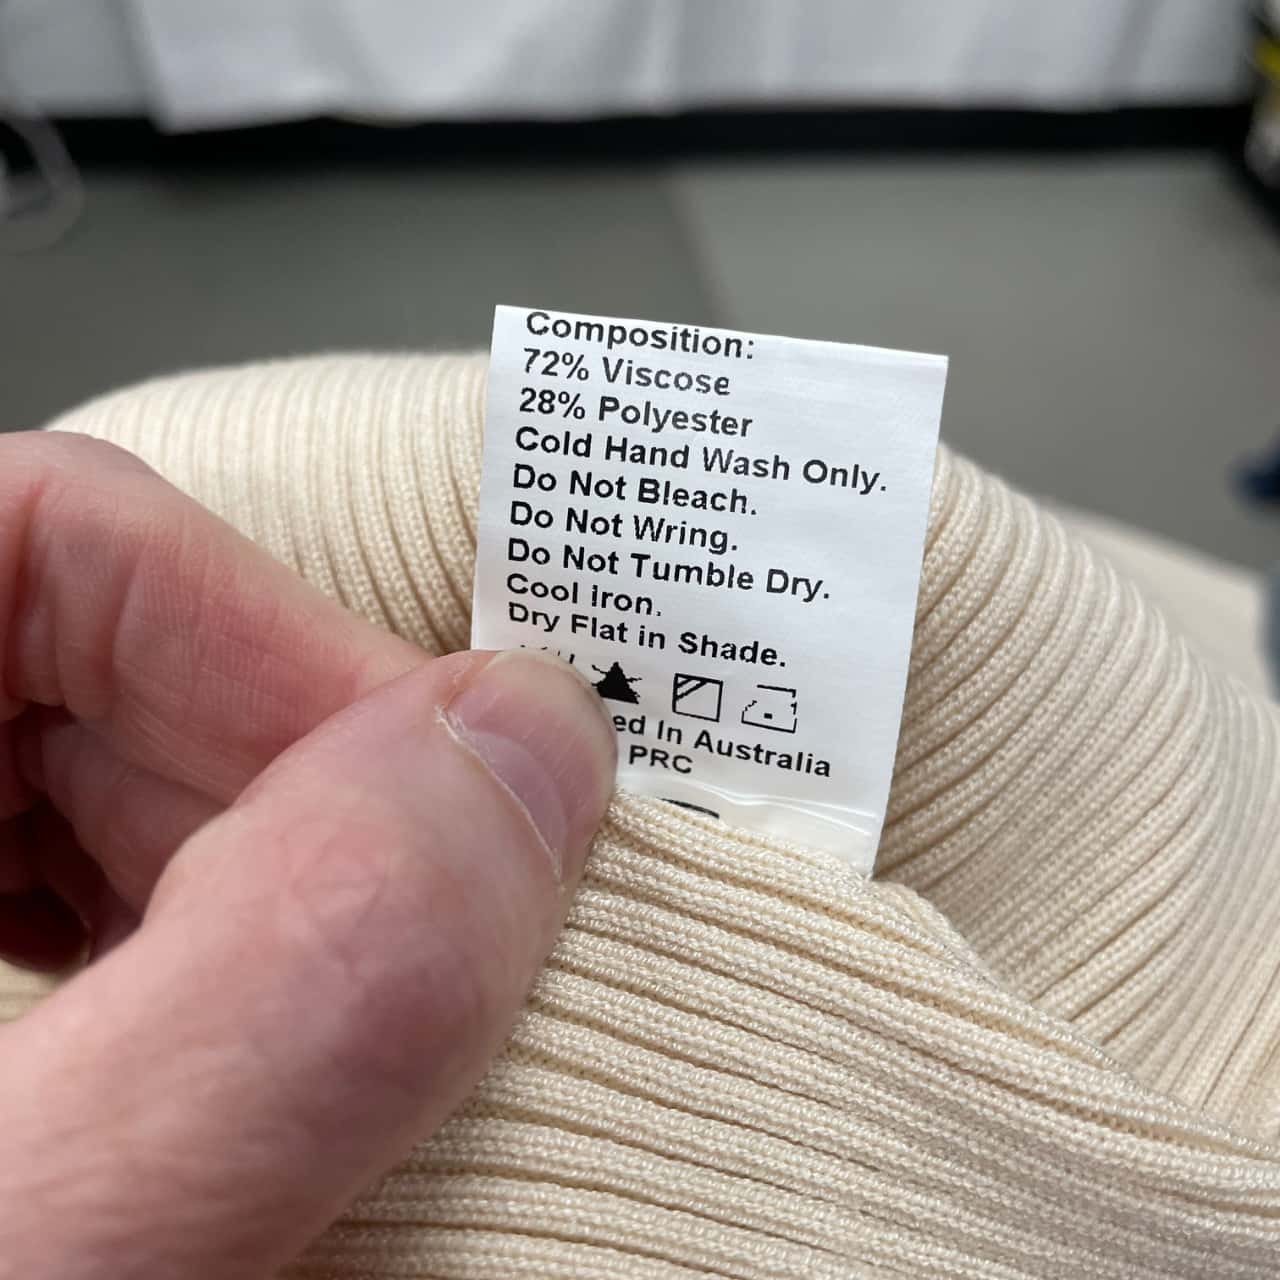 Composition:
72% Viscose
28% Polyester
Cold Hand Wash Only.
Do Not Bleach.
Do Not Wring.
Do Not Tumble Dry.
Cool iron.
Dry Flat in Shade.
In Australia
PRC